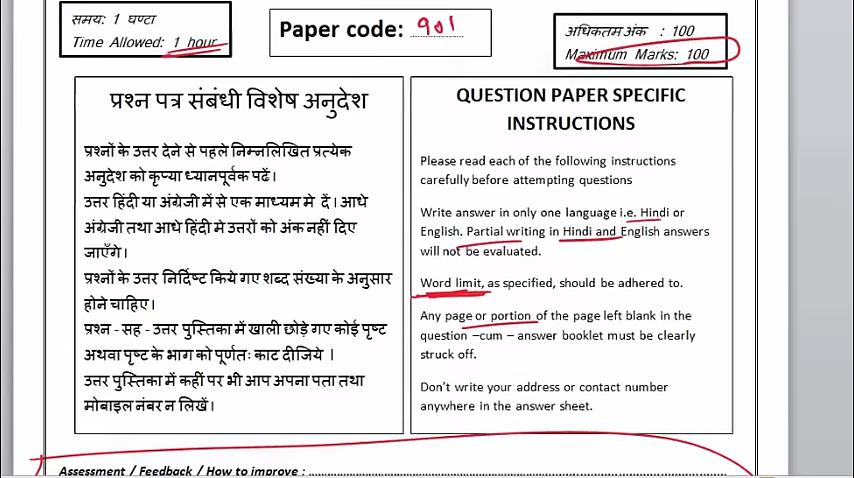 समय: 1 घण्टा
Time Allowed: 1 hour
Paper code: 901
अधिकतम अंक : 100
Maximum Marks: 100
प्रश्न पत्र संबंधी विशेष अनुदेश
प्रश्नों के उत्तर देने से पहले निम्नलिखित प्रत्येक
अनुदेश को कृप्या ध्यानपूर्वक पढें।
उत्तर हिंदी या अंग्रेजी में से एक माध्यम मे दें। आधे
अंग्रेजी तथा आधे हिंदी मे उत्तरों को अंक नहीं दिए
जाएँगे।
प्रश्नों के उत्तर निर्दिष्ट किये गए शब्द संख्या के अनुसार
होने चाहिए।
प्रश्न - सह - उत्तर पुस्तिका में खाली छोड़े गए कोई पृष्ट
अथवा पृष्ट के भाग को पूर्णतः काट दीजिये ।
उत्तर पुस्तिका में कहीं पर भी आप अपना पता तथा
मोबाइल नंबर न लिखें।
QUESTION PAPER SPECIFIC
INSTRUCTIONS
Please read each of the following instructions
carefully before attempting questions
Write answer in only one language i.e. Hindi or
English. Partial writing in Hindi and English answers
will not be evaluated.
Word limit, as specified, should be adhered to.
Any page or portion of the page left blank in the
question –cum – answer booklet must be clearly
struck off.
Don't write your address or contact number
anywhere in the answer sheet.
Assessment / Feedback / How to improve :